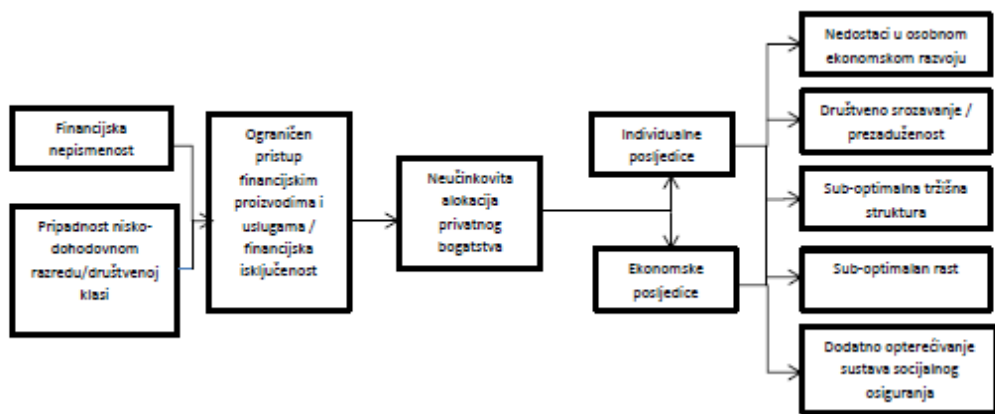 Financijska
nepismenost
Pripadnost nisko-
dohodovnom
razredu/društvenoj
klasi
Ograničen
pristup
financijskim
proizvodima i
uslugama /
financijska
isključenost
Neučinkovita
alokacija
privatnog
bogatstva
Individualne
posljedice
Ekonomske
posljedice
Nedostaci u osobnom
ekonomskom razvoju
Društveno srozavanje /
prezaduženost
Sub-optimalna tržišna
struktura
Sub-optimalan rast
Dodatno opterećivanje
sustava socijalnog
osiguranja